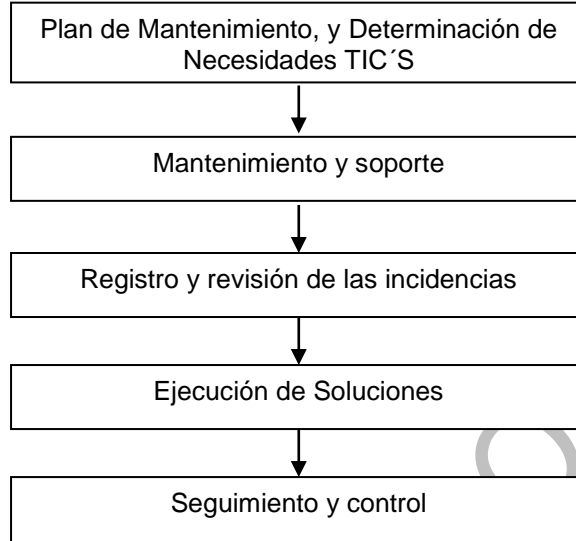 Plan de Mantenimiento, y Determinación de
Necesidades TIC´S
Mantenimiento y soporte
Registro y revisión de las incidencias
Ejecución de Soluciones
Seguimiento y control